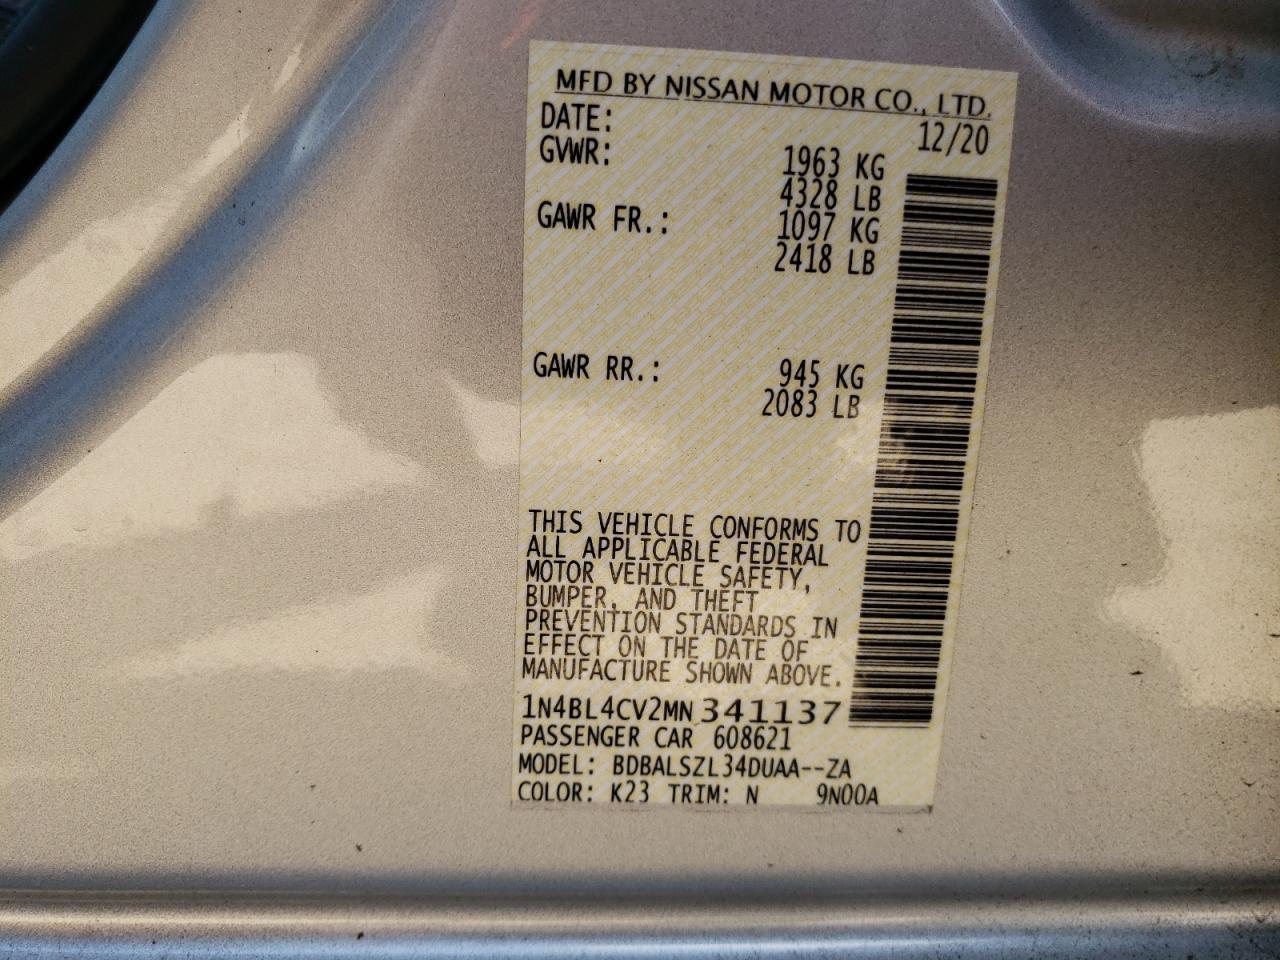 MFD BY NISSAN MOTOR CO., LTD.
DATE: 12/20
GVWR: 1963 KG
4328 LB
GAWR FR.: 1097 KG
2418 LB
GAWR RR.: 945 KG
2083 LB
THIS VEHICLE CONFORMS TO
ALL APPLICABLE FEDERAL
MOTOR VEHICLE SAFETY,
BUMPER, AND THEFT
PREVENTION STANDARDS IN
EFFECT ON THE DATE OF
MANUFACTURE SHOWN ABOVE.
1N4BL4CV2MN341137
PASSENGER CAR 608621
MODEL: BDBALSZL34DUAA--ZA
COLOR: K23 TRIM: N 9N00A